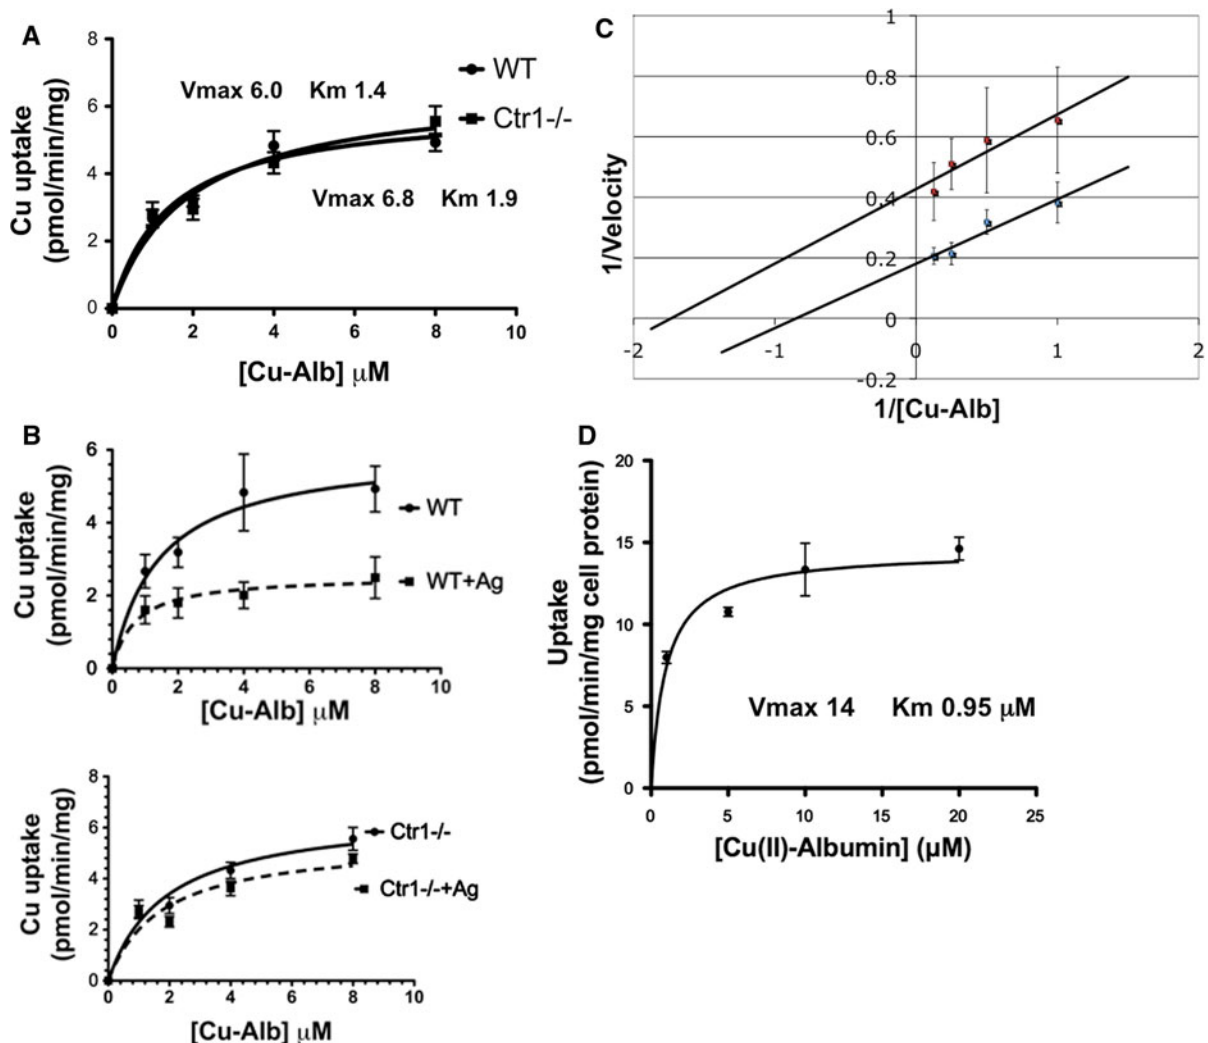 A
Cu uptake
(pmol/min/mg)
8
6
4
2
0
Vmax 6.0 Km 1.4
WT
Ctr1-/-
Vmax 6.8 Km 1.9
0 2 4 6 8 10
[Cu-Alb] μM
C
1/Velocity
1
0.8
0.6
0.4
0.2
0
-0.2
-2 -1 0 1 2
1/[Cu-Alb]
B
Cu uptake
(pmol/min/mg)
6
4
2
0
WT
WT+Ag
0 2 4 6 8 10
[Cu-Alb] μM
Cu uptake
(pmol/min/mg)
8
6
4
2
0
Ctr1-/-
Ctr1-/-+Ag
0 2 4 6 8 10
[Cu-Alb] μM
D
Uptake
(pmol/min/mg cell protein)
20
15
10
5
0
Vmax 14 Km 0.95 μM
0 5 10 15 20 25
[Cu(II)-Albumin] (μM)